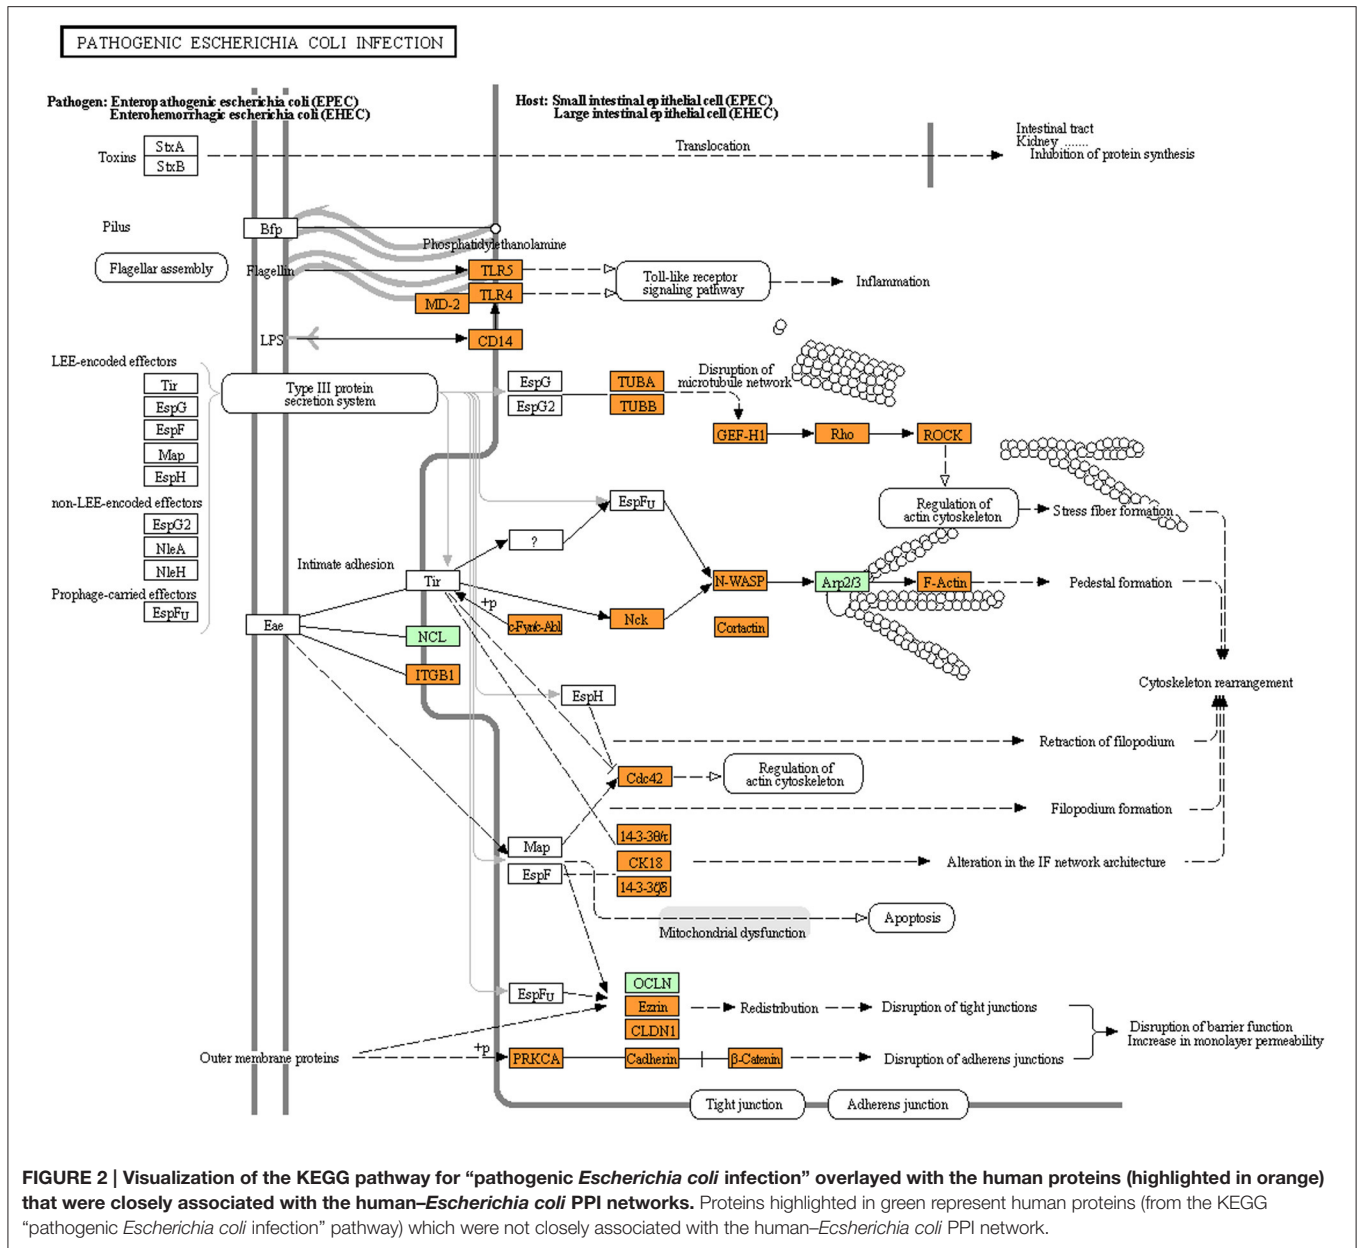 PATHOGENIC ESCHERICHIA COLI INFECTION
Pathogen: Enteropathogenic escherichia coli (EPEC)
Enterohemorrhagic escherichia coli (EHEC)
Host: Small intestinal epithelial cell (EPEC)
Large intestinal epithelial cell (EHEC)
Toxins
StxA
StxB
Translocation
Intestinal tract
Kidney .......
Inhibition of protein synthesis
Pilus
Bfp
Phosphatidylethanolamine
Flagellar assembly
Flagellin
TLR5
TLR4
MD-2
Toll-like receptor
signaling pathway
Inflammation
LPS
CD14
LEE-encoded effectors
Tir
EspG
EspF
Map
EspH
non-LEE-encoded effectors
EspG2
NleA
NleH
Prophage-carried effectors
EspFU
Type III protein
secretion system
EspG
EspG2
TUBA
TUBB
Disruption of
microtubule network
GEF-H1
Rho
ROCK
Regulation of
actin cytoskeleton
Stress fiber formation
EspFU
?
Intimate adhesion
Tir
+p
c-Fyn/c-Abl
Nck
N-WASP
Cortactin
Arp2/3
F-Actin
Pedestal formation
Eae
NCL
ITGB1
Cytoskeleton rearrangement
EspH
Retraction of filopodium
Cdc42
Regulation of
actin cytoskeleton
Filopodium formation
Map
EspF
14-3-3θ/τ
CK18
14-3-3ζ/δ
Alteration in the IF network architecture
Mitochondrial dysfunction
Apoptosis
EspFU
OCLN
Ezrin
CLDN1
Redistribution
Disruption of tight junctions
Disruption of barrier function
Increase in monolayer permeability
Outer membrane proteins
+p
PRKCA
Cadherin
β-Catenin
Disruption of adherens junctions
Tight junction
Adherens junction
FIGURE 2 | Visualization of the KEGG pathway for “pathogenic Escherichia coli infection” overlayed with the human proteins (highlighted in orange)
that were closely associated with the human–Escherichia coli PPI networks. Proteins highlighted in green represent human proteins (from the KEGG
“pathogenic Escherichia coli infection” pathway) which were not closely associated with the human–Ecsherichia coli PPI network.